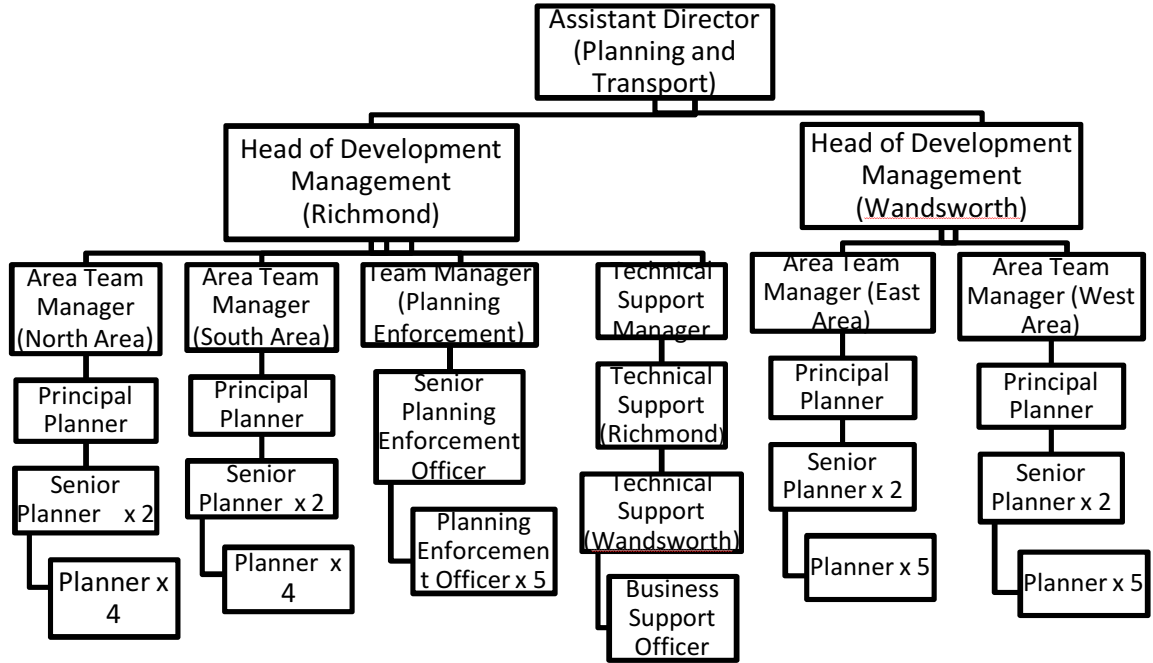 Assistant Director
(Planning and
Transport)
Head of Development
Management
(Richmond)
Head of Development
Management
(Wandsworth)
Area Team
Manager
(North Area)
Principal
Planner
Senior
Planner x 2
Planner x
4
Area Team
Manager
(South Area)
Principal
Planner
Senior
Planner x 2
Planner x
4
Team Manager
(Planning
Enforcement)
Senior
Planning
Enforcement
Officer
Planning
Enforcemen
t Officer x 5
Technical
Support
Manager
Technical
Support
(Richmond)
Technical
Support
(Wandsworth)
Business
Support
Officer
Area Team
Manager (East
Area)
Principal
Planner
Senior
Planner x 2
Planner x 5
Area Team
Manager (West
Area)
Principal
Planner
Senior
Planner x 2
Planner x 5